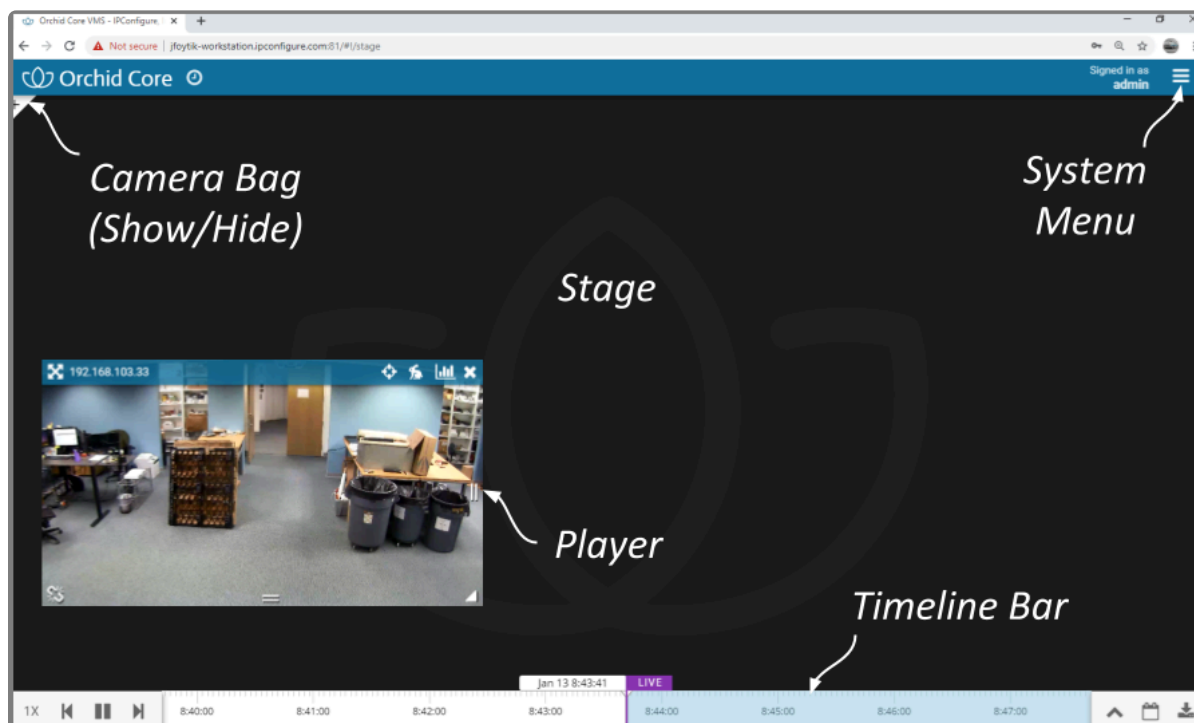 Orchid Core VMS - IPConfigure,
Not secure | jfoytik-workstation.ipconfigure.com:81/#!/stage
Orchid Core
Signed in as
admin
Camera Bag
(Show/Hide)
System
Menu
Stage
192.168.103.33
Player
Timeline Bar
Jan 13 8:43:41 LIVE
1X 8:40:00 8:41:00 8:42:00 8:43:00 8:44:00 8:45:00 8:46:00 8:47:00